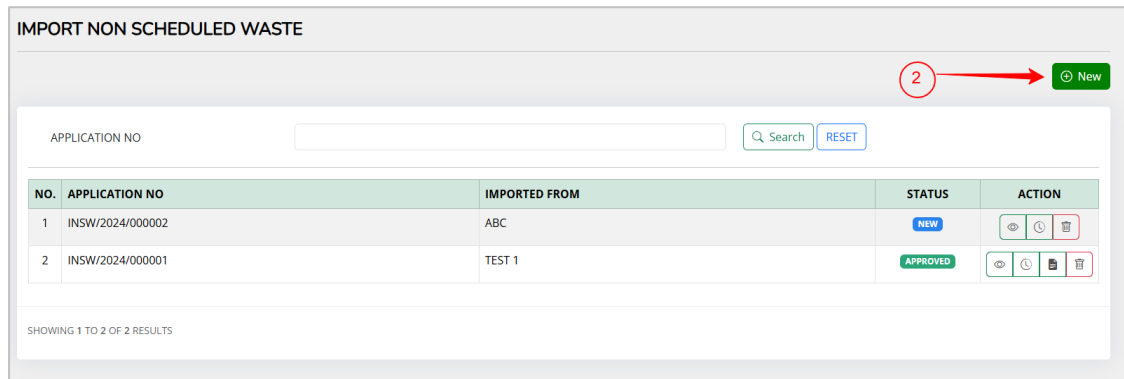 IMPORT NON SCHEDULED WASTE
2 New
APPLICATION NO Search RESET
NO. APPLICATION NO IMPORTED FROM STATUS ACTION
1 INSW/2024/000002 ABC NEW
2 INSW/2024/000001 TEST 1 APPROVED
SHOWING 1 TO 2 OF 2 RESULTS